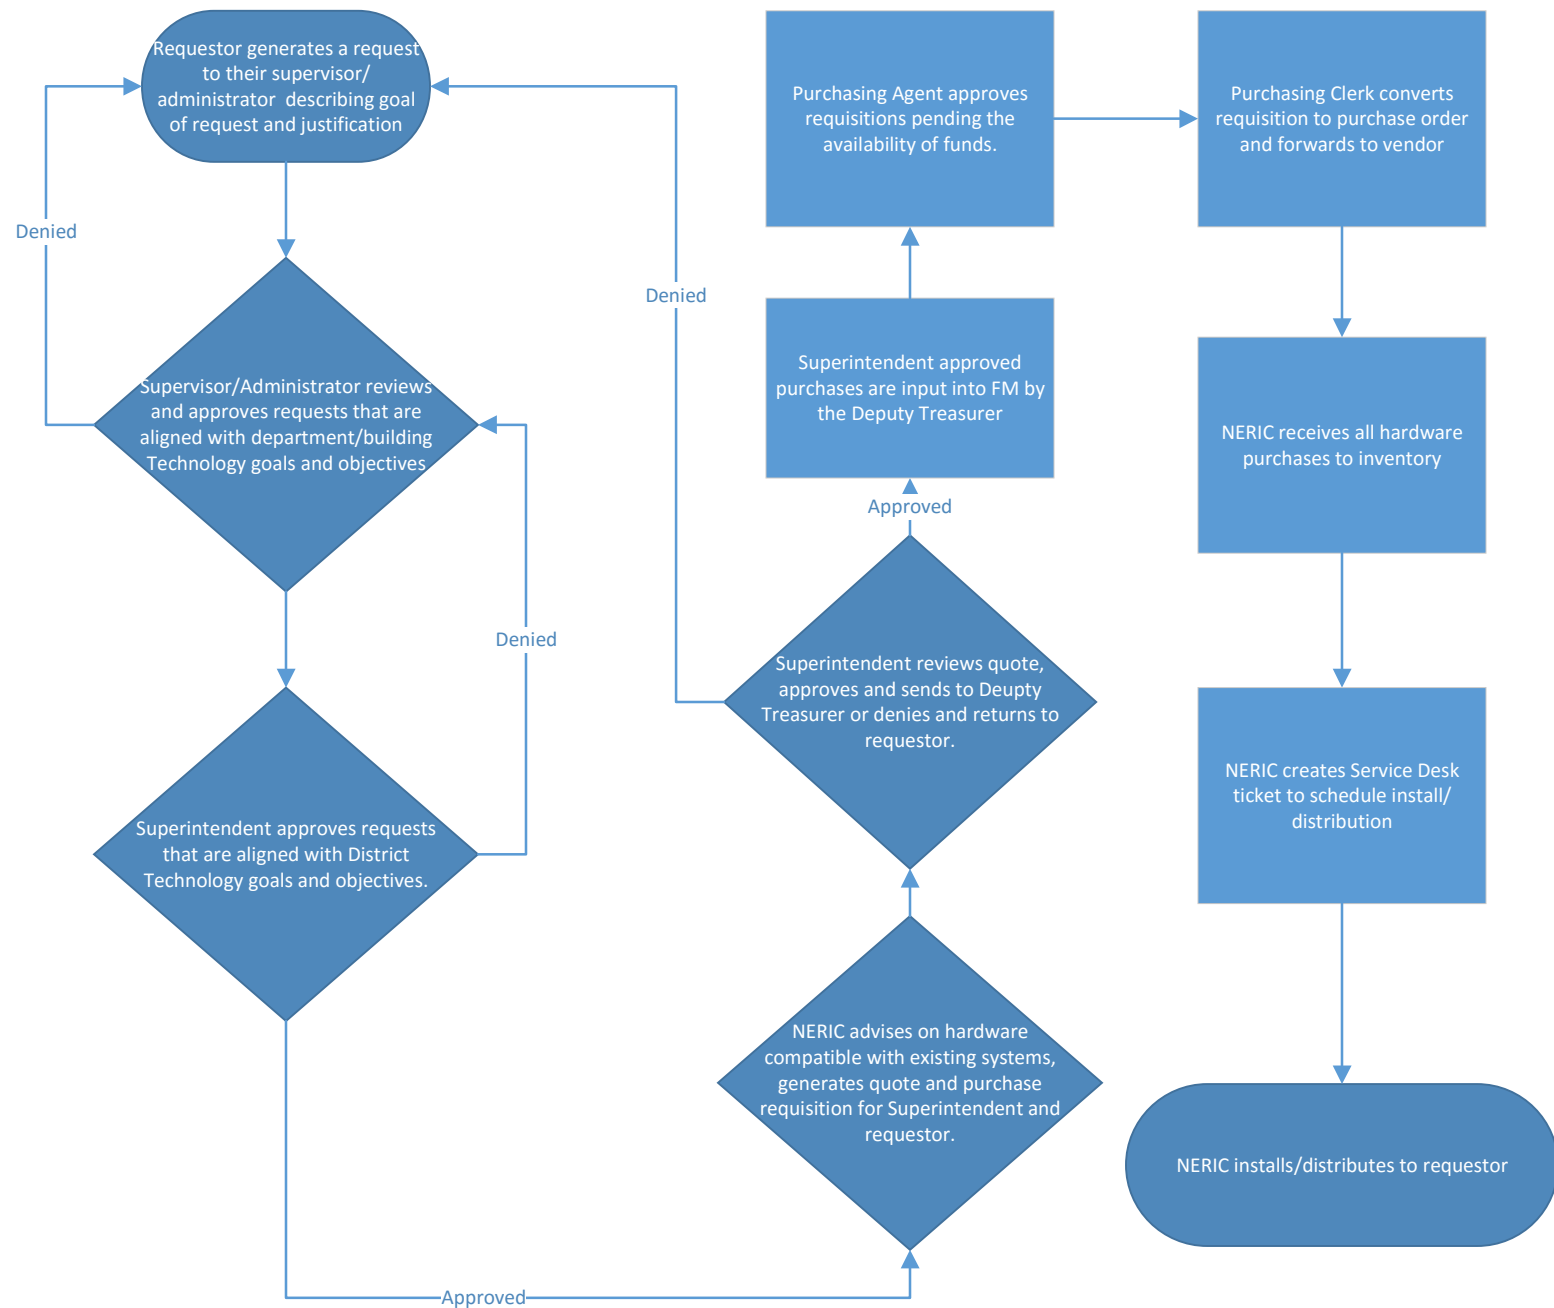 Requestor generates a request
to their supervisor/
administrator  describing goal
of request and justification
Denied
Supervisor/Administrator reviews
and approves requests that are
aligned with department/building
Technology goals and objectives
Denied
Superintendent approves requests
that are aligned with District
Technology goals and objectives.
Approved
NERIC advises on hardware
compatible with existing systems,
generates quote and purchase
requisition for Superintendent and
requestor.
Superintendent reviews quote,
approves and sends to Deupty
Treasurer or denies and returns to
requestor.
Denied
Approved
Superintendent approved
purchases are input into FM by
the Deputy Treasurer
Purchasing Agent approves
requisitions pending the
availability of funds.
Purchasing Clerk converts
requisition to purchase order
and forwards to vendor
NERIC receives all hardware
purchases to inventory
NERIC creates Service Desk
ticket to schedule install/
distribution
NERIC installs/distributes to requestor